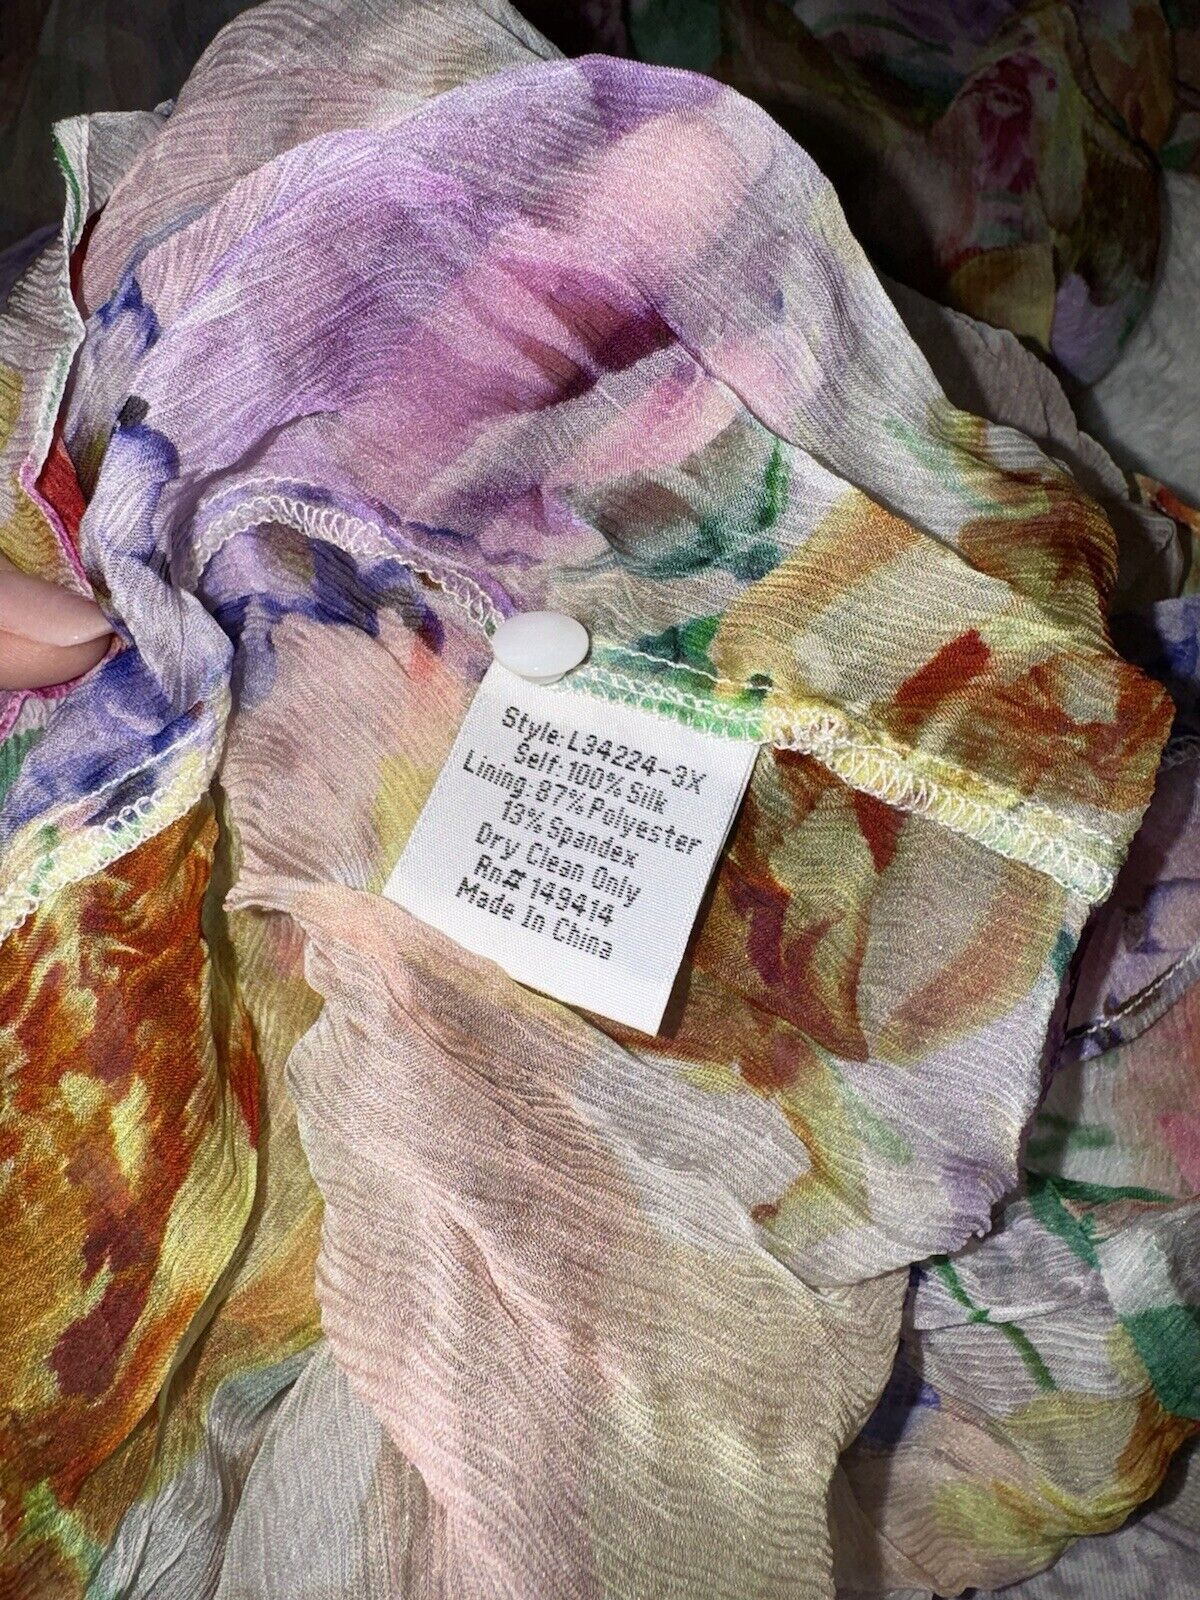 Style:L34224-3X
Self:100% Silk
Lining:87% Polyester
13% Spandex
Dry Clean Only
Rn#149414
Made In China